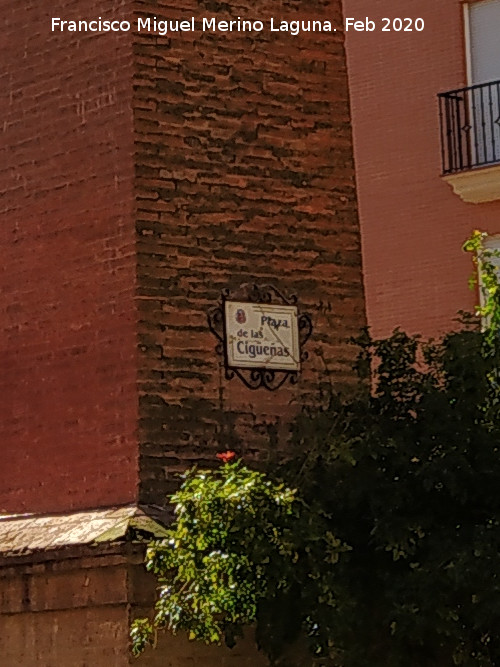 Francisco Miguel Merino Laguna. Feb 2020
Plaza
de las
Cigüeñas